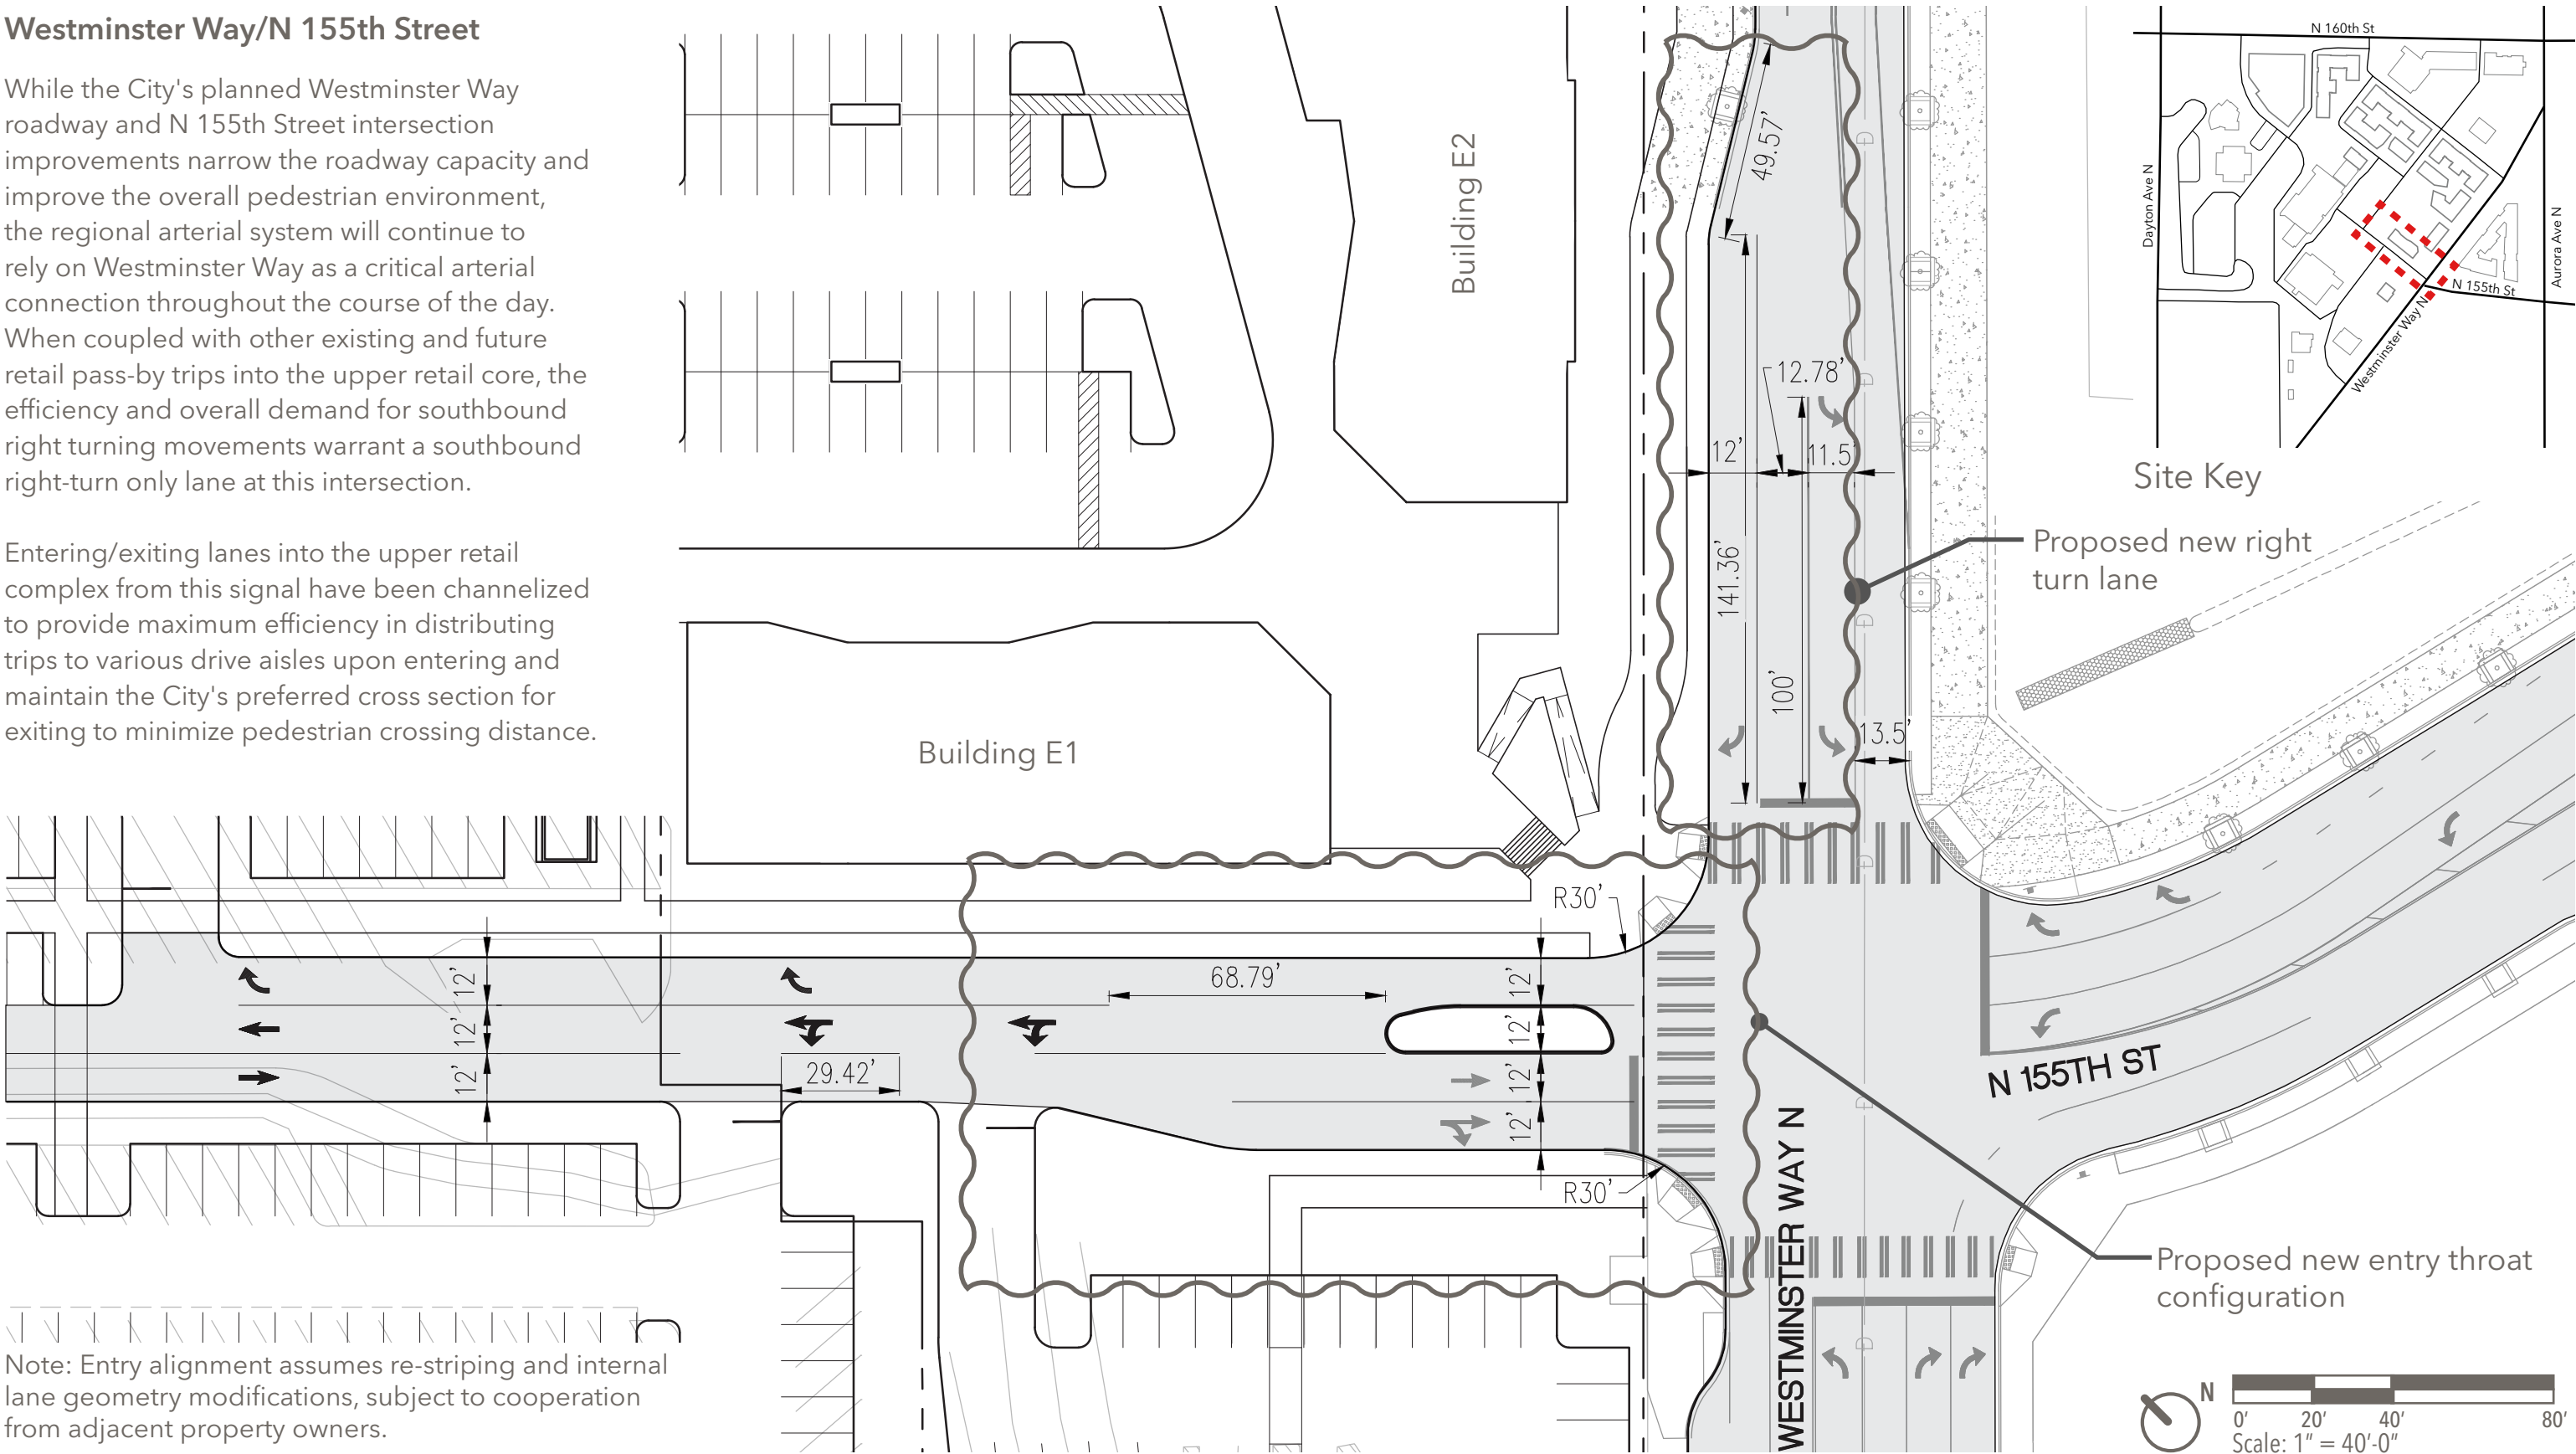 Westminster Way/N 155th Street
While the City's planned Westminster Way
roadway and N 155th Street intersection
improvements narrow the roadway capacity and
improve the overall pedestrian environment,
the regional arterial system will continue to
rely on Westminster Way as a critical arterial
connection throughout the course of the day.
When coupled with other existing and future
retail pass-by trips into the upper retail core, the
efficiency and overall demand for southbound
right turning movements warrant a southbound
right-turn only lane at this intersection.
Entering/exiting lanes into the upper retail
complex from this signal have been channelized
to provide maximum efficiency in distributing
trips to various drive aisles upon entering and
maintain the City's preferred cross section for
exiting to minimize pedestrian crossing distance.
Note: Entry alignment assumes re-striping and internal
lane geometry modifications, subject to cooperation
from adjacent property owners.
Building E2
Building E1
49.57'
12.78'
12'
11.5'
141.36'
100'
13.5'
R30'
68.79'
12'
12'
12'
12'
12'
12'
12'
29.42'
R30'
D
D
D
D
D
D
WESTMINSTER WAY N
N 155TH ST
Proposed new right
turn lane
Proposed new entry throat
configuration
N 160th St
Dayton Ave N
Aurora Ave N
N 155th St
Westminster Way N
Site Key
N
0' 20' 40' 80'
Scale: 1" = 40'-0"